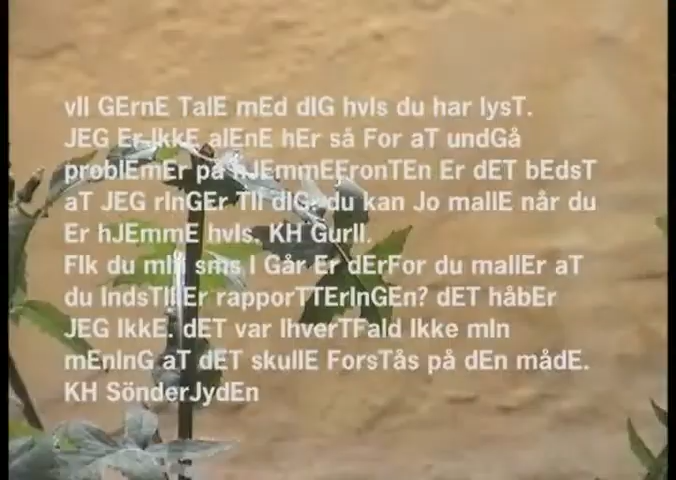 vIl GErnE TalE mEd dIG hvIs du har lysT.
JEG Er IkkE alEnE hEr så For aT undGå
problEmEr på hJEmmEFronTEn Er dET bEdsT
aT JEG rInGEr TIl dIG. du kan Jo maIlE når du
Er hJEmmE hvIs. KH GurlI.
FIk du mIn sms I Går Er dErFor du maIlEr aT
du IndsTIllEr rapporTTErInGEn? dET håbEr
JEG IkkE. dET var IhverTFald Ikke mIn
mEnInG aT dET skullE ForsTås på dEn mådE.
KH SönderJydEn